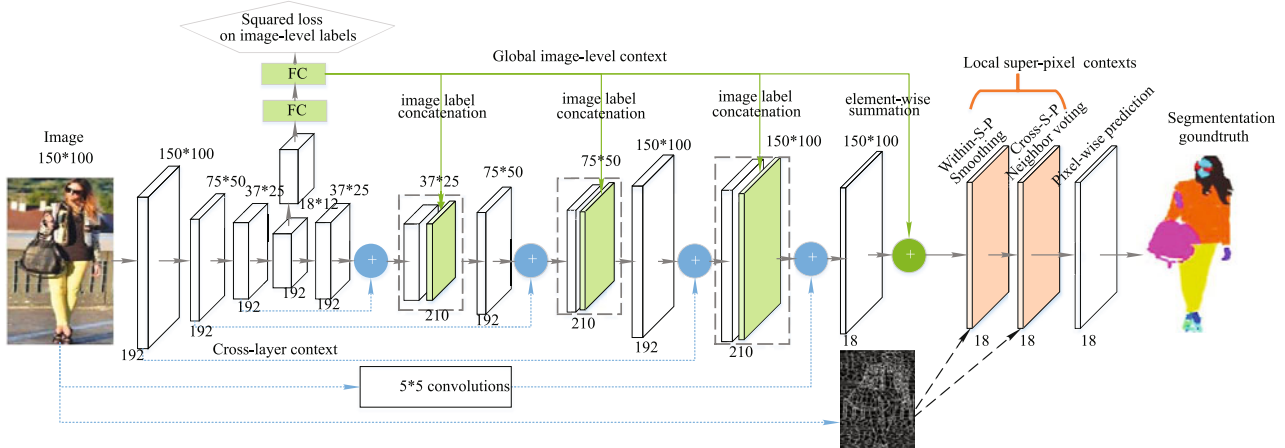 Squared loss
on image-level labels
FC
FC
Global image-level context
Local super-pixel contexts
image label
concatenation
image label
concatenation
image label
concatenation
element-wise
summation
Within-S-P
Smoothing
Cross-S-P
Neighbor voting
Pixel-wise prediction
Segmententation
goundtruth
Image
150*100
150*100
75*50
37*25
18*12
37*25
37*25
75*50
75*50
150*100
150*100
150*100
192
192
192
192
192
210
192
210
192
210
18
18
18
18
Cross-layer context
5*5 convolutions
+
+
+
+
+